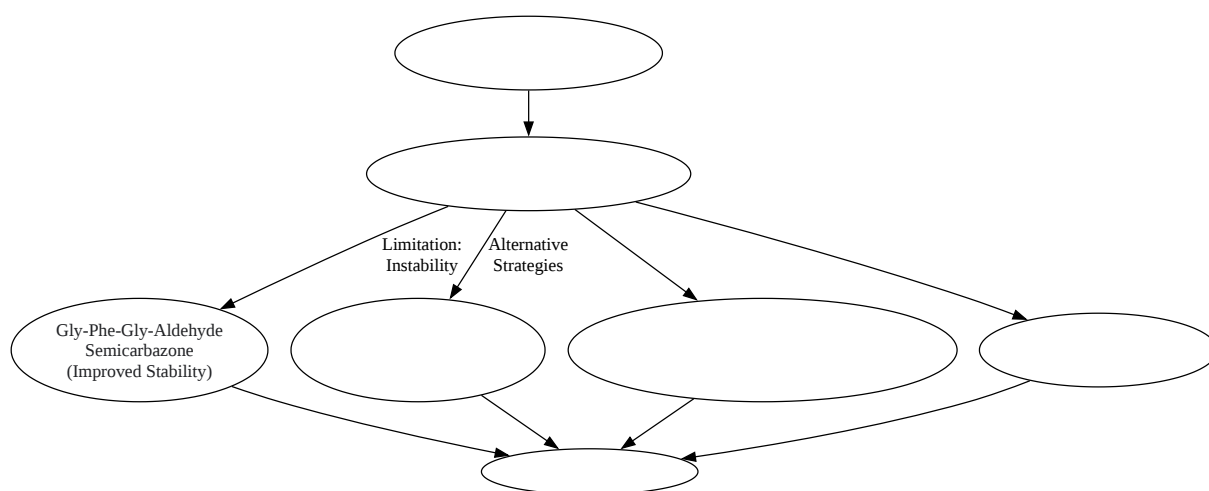 Limitation:
Instability
Alternative
Strategies
Gly-Phe-Gly-Aldehyde
Semicarbazone
(Improved Stability)